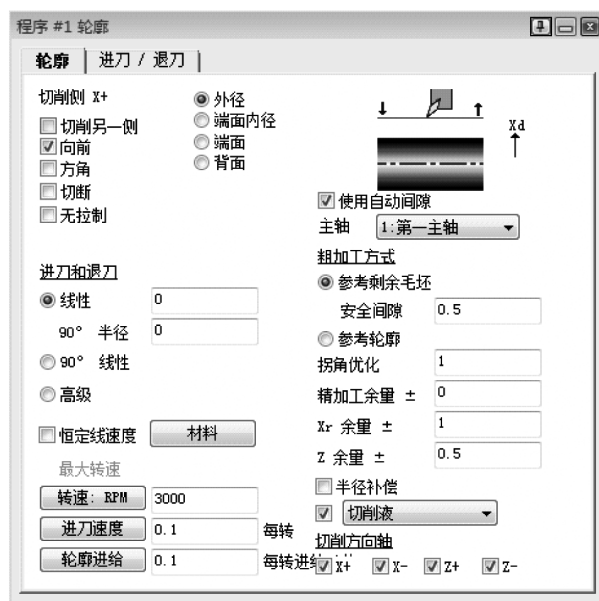 程序 #1 轮廓
轮廓
进刀 / 退刀
切削侧 X+
切削另一侧
向前
方角
切断
无拉制
外径
端面内径
端面
背面
Xd
使用自动间隙
主轴 1:第一主轴
进刀和退刀
线性 0
90° 半径 0
90° 线性
高级
恒定线速度 材料
最大转速
转速: RPM 3000
进刀速度 0.1 每转
轮廓进给 0.1 每转进给
粗加工方式
参考剩余毛坯
安全间隙 0.5
参考轮廓
拐角优化 1
精加工余量 ± 0
Xr 余量 ± 1
Z 余量 ± 0.5
半径补偿
切削液
切削方向轴
X+ X- Z+ Z-